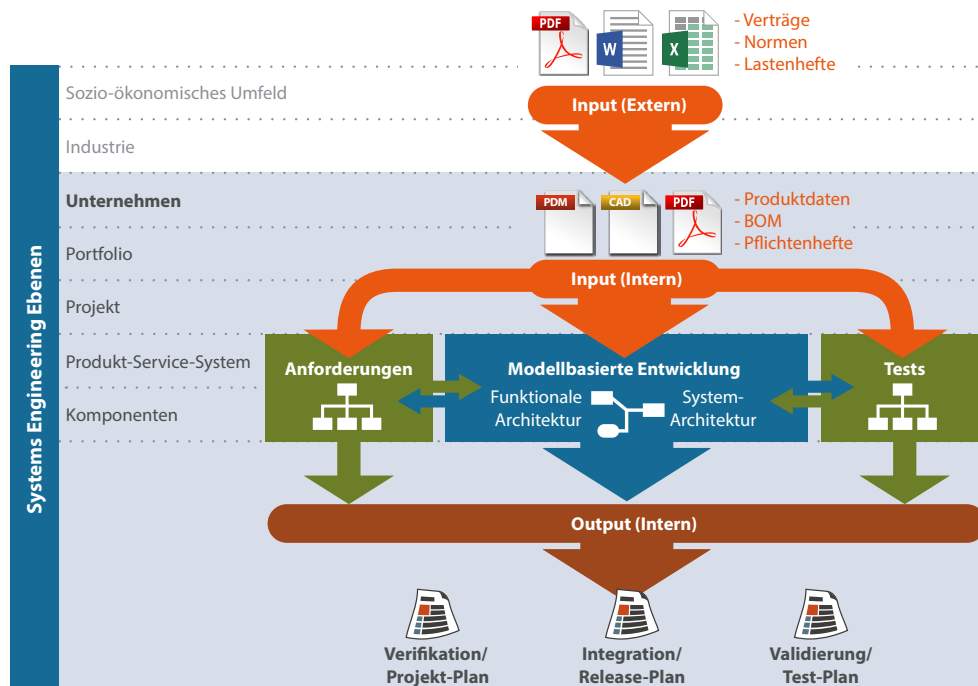 PDF
W
X
- Verträge
- Normen
- Lastenhefte
Systems Engineering Ebenen
Sozio-ökonomisches Umfeld
Input (Extern)
Industrie
Unternehmen
PDM
CAD
PDF
- Produktdaten
- BOM
- Pflichtenhefte
Portfolio
Input (Intern)
Projekt
Produkt-Service-System
Komponenten
Anforderungen
Modellbasierte Entwicklung
Funktionale
Architektur
System-
Architektur
Tests
Output (Intern)
Verifikation/
Projekt-Plan
Integration/
Release-Plan
Validierung/
Test-Plan